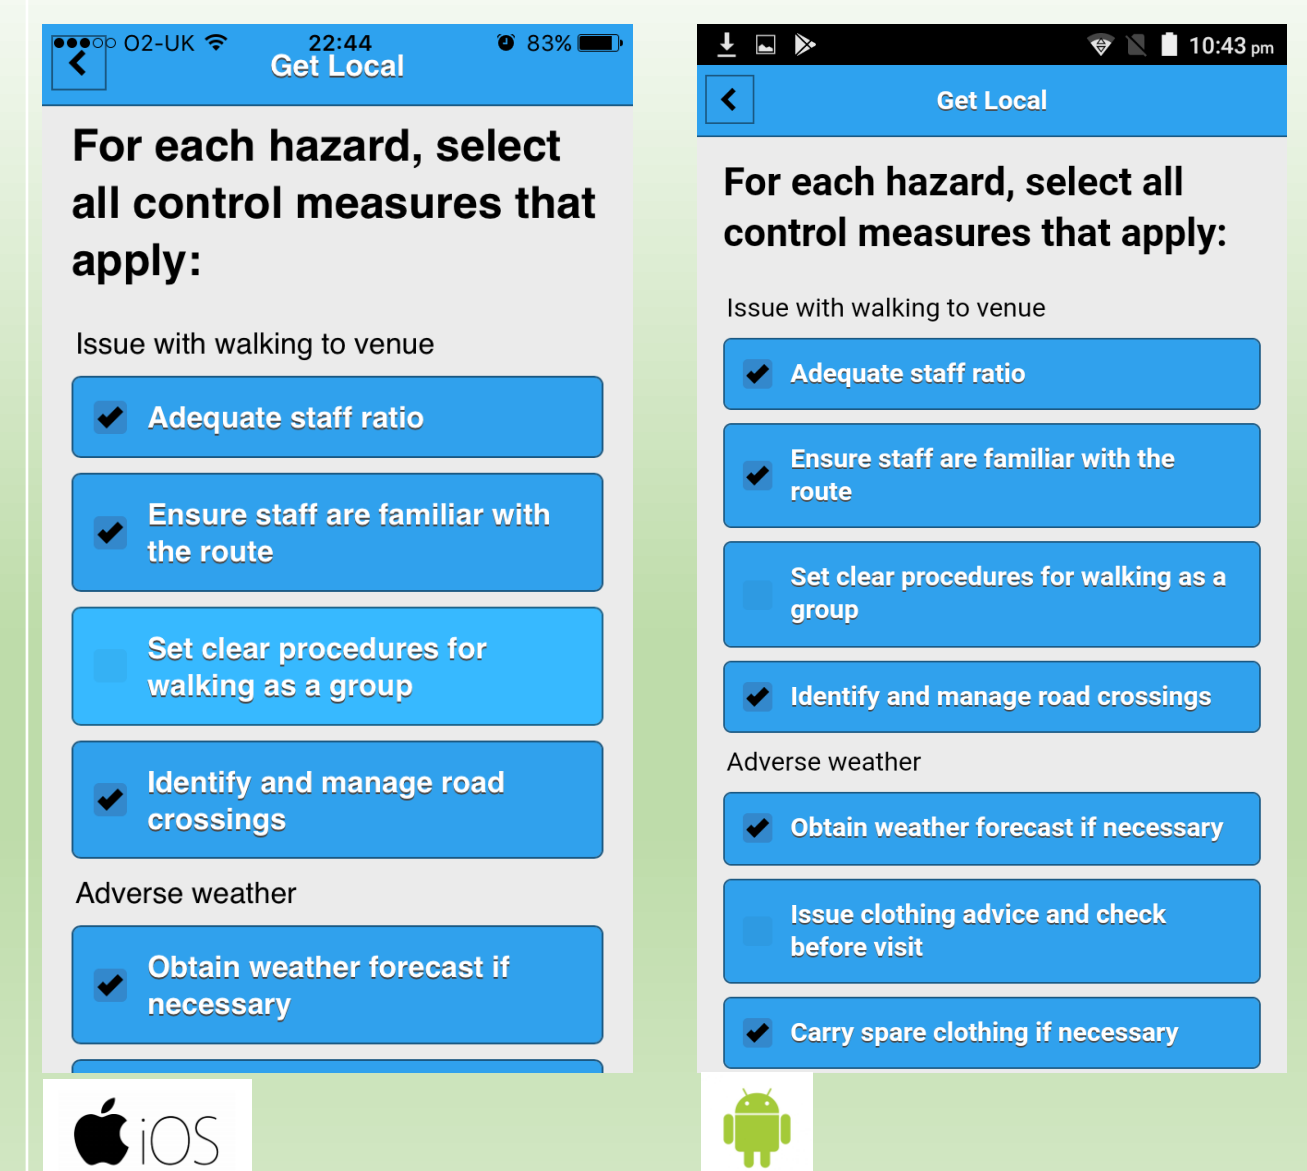 O2-UK 22:44 83%
Get Local
For each hazard, select
all control measures that
apply:
Issue with walking to venue
Adequate staff ratio
Ensure staff are familiar with
the route
Set clear procedures for
walking as a group
Identify and manage road
crossings
Adverse weather
Obtain weather forecast if
necessary
iOS
10:43 pm
Get Local
For each hazard, select all
control measures that apply:
Issue with walking to venue
Adequate staff ratio
Ensure staff are familiar with the
route
Set clear procedures for walking as a
group
Identify and manage road crossings
Adverse weather
Obtain weather forecast if necessary
Issue clothing advice and check
before visit
Carry spare clothing if necessary